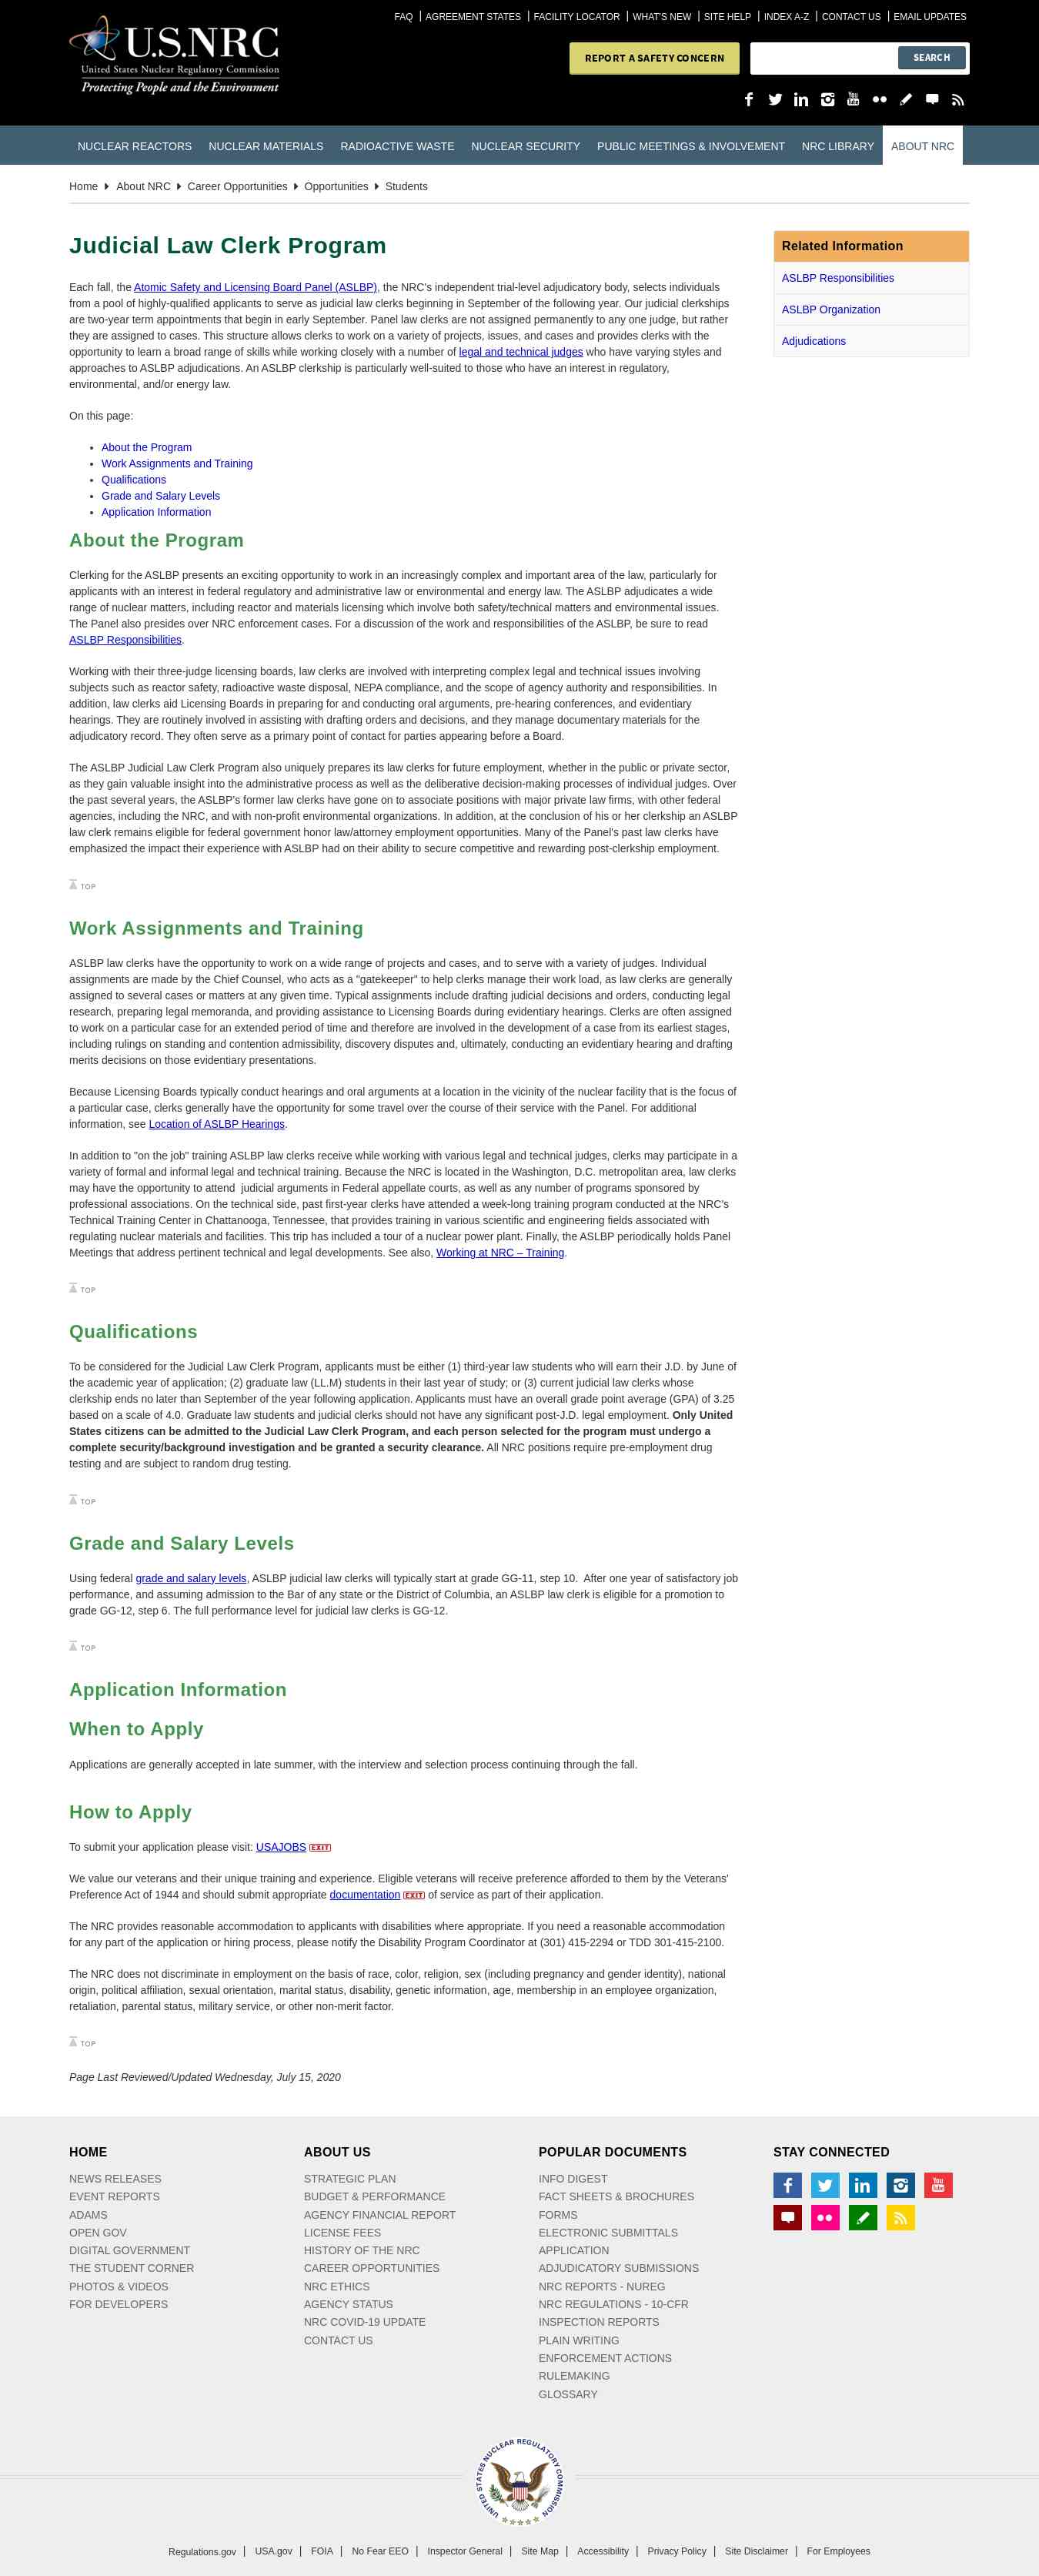 FAQ | AGREEMENT STATES | FACILITY LOCATOR | WHAT'S NEW | SITE HELP | INDEX A-Z | CONTACT US | EMAIL UPDATES
U.S.NRC
United States Nuclear Regulatory Commission
Protecting People and the Environment
REPORT A SAFETY CONCERN
SEARCH
NUCLEAR REACTORS NUCLEAR MATERIALS RADIOACTIVE WASTE NUCLEAR SECURITY PUBLIC MEETINGS & INVOLVEMENT NRC LIBRARY ABOUT NRC
Home About NRC Career Opportunities Opportunities Students
Judicial Law Clerk Program
Each fall, the Atomic Safety and Licensing Board Panel (ASLBP), the NRC's independent trial-level adjudicatory body, selects individuals
from a pool of highly-qualified applicants to serve as judicial law clerks beginning in September of the following year. Our judicial clerkships
are two-year term appointments that begin in early September. Panel law clerks are not assigned permanently to any one judge, but rather
they are assigned to cases. This structure allows clerks to work on a variety of projects, issues, and cases and provides clerks with the
opportunity to learn a broad range of skills while working closely with a number of legal and technical judges who have varying styles and
approaches to ASLBP adjudications. An ASLBP clerkship is particularly well-suited to those who have an interest in regulatory,
environmental, and/or energy law.
On this page:
• About the Program
• Work Assignments and Training
• Qualifications
• Grade and Salary Levels
• Application Information
Related Information
ASLBP Responsibilities
ASLBP Organization
Adjudications
About the Program
Clerking for the ASLBP presents an exciting opportunity to work in an increasingly complex and important area of the law, particularly for
applicants with an interest in federal regulatory and administrative law or environmental and energy law. The ASLBP adjudicates a wide
range of nuclear matters, including reactor and materials licensing which involve both safety/technical matters and environmental issues.
The Panel also presides over NRC enforcement cases. For a discussion of the work and responsibilities of the ASLBP, be sure to read
ASLBP Responsibilities.
Working with their three-judge licensing boards, law clerks are involved with interpreting complex legal and technical issues involving
subjects such as reactor safety, radioactive waste disposal, NEPA compliance, and the scope of agency authority and responsibilities. In
addition, law clerks aid Licensing Boards in preparing for and conducting oral arguments, pre-hearing conferences, and evidentiary
hearings. They are routinely involved in assisting with drafting orders and decisions, and they manage documentary materials for the
adjudicatory record. They often serve as a primary point of contact for parties appearing before a Board.
The ASLBP Judicial Law Clerk Program also uniquely prepares its law clerks for future employment, whether in the public or private sector,
as they gain valuable insight into the administrative process as well as the deliberative decision-making processes of individual judges. Over
the past several years, the ASLBP's former law clerks have gone on to associate positions with major private law firms, with other federal
agencies, including the NRC, and with non-profit environmental organizations. In addition, at the conclusion of his or her clerkship an ASLBP
law clerk remains eligible for federal government honor law/attorney employment opportunities. Many of the Panel's past law clerks have
emphasized the impact their experience with ASLBP had on their ability to secure competitive and rewarding post-clerkship employment.
TOP
Work Assignments and Training
ASLBP law clerks have the opportunity to work on a wide range of projects and cases, and to serve with a variety of judges. Individual
assignments are made by the Chief Counsel, who acts as a "gatekeeper" to help clerks manage their work load, as law clerks are generally
assigned to several cases or matters at any given time. Typical assignments include drafting judicial decisions and orders, conducting legal
research, preparing legal memoranda, and providing assistance to Licensing Boards during evidentiary hearings. Clerks are often assigned
to work on a particular case for an extended period of time and therefore are involved in the development of a case from its earliest stages,
including rulings on standing and contention admissibility, discovery disputes and, ultimately, conducting an evidentiary hearing and drafting
merits decisions on those evidentiary presentations.
Because Licensing Boards typically conduct hearings and oral arguments at a location in the vicinity of the nuclear facility that is the focus of
a particular case, clerks generally have the opportunity for some travel over the course of their service with the Panel. For additional
information, see Location of ASLBP Hearings.
In addition to "on the job" training ASLBP law clerks receive while working with various legal and technical judges, clerks may participate in a
variety of formal and informal legal and technical training. Because the NRC is located in the Washington, D.C. metropolitan area, law clerks
may have the opportunity to attend judicial arguments in Federal appellate courts, as well as any number of programs sponsored by
professional associations. On the technical side, past first-year clerks have attended a week-long training program conducted at the NRC's
Technical Training Center in Chattanooga, Tennessee, that provides training in various scientific and engineering fields associated with
regulating nuclear materials and facilities. This trip has included a tour of a nuclear power plant. Finally, the ASLBP periodically holds Panel
Meetings that address pertinent technical and legal developments. See also, Working at NRC – Training.
TOP
Qualifications
To be considered for the Judicial Law Clerk Program, applicants must be either (1) third-year law students who will earn their J.D. by June of
the academic year of application; (2) graduate law (LL.M) students in their last year of study; or (3) current judicial law clerks whose
clerkship ends no later than September of the year following application. Applicants must have an overall grade point average (GPA) of 3.25
based on a scale of 4.0. Graduate law students and judicial clerks should not have any significant post-J.D. legal employment. Only United
States citizens can be admitted to the Judicial Law Clerk Program, and each person selected for the program must undergo a
complete security/background investigation and be granted a security clearance. All NRC positions require pre-employment drug
testing and are subject to random drug testing.
TOP
Grade and Salary Levels
Using federal grade and salary levels, ASLBP judicial law clerks will typically start at grade GG-11, step 10. After one year of satisfactory job
performance, and assuming admission to the Bar of any state or the District of Columbia, an ASLBP law clerk is eligible for a promotion to
grade GG-12, step 6. The full performance level for judicial law clerks is GG-12.
TOP
Application Information
When to Apply
Applications are generally accepted in late summer, with the interview and selection process continuing through the fall.
How to Apply
To submit your application please visit: USAJOBS EXIT
We value our veterans and their unique training and experience. Eligible veterans will receive preference afforded to them by the Veterans'
Preference Act of 1944 and should submit appropriate documentation EXIT of service as part of their application.
The NRC provides reasonable accommodation to applicants with disabilities where appropriate. If you need a reasonable accommodation
for any part of the application or hiring process, please notify the Disability Program Coordinator at (301) 415-2294 or TDD 301-415-2100.
The NRC does not discriminate in employment on the basis of race, color, religion, sex (including pregnancy and gender identity), national
origin, political affiliation, sexual orientation, marital status, disability, genetic information, age, membership in an employee organization,
retaliation, parental status, military service, or other non-merit factor.
TOP
Page Last Reviewed/Updated Wednesday, July 15, 2020
HOME
NEWS RELEASES
EVENT REPORTS
ADAMS
OPEN GOV
DIGITAL GOVERNMENT
THE STUDENT CORNER
PHOTOS & VIDEOS
FOR DEVELOPERS
ABOUT US
STRATEGIC PLAN
BUDGET & PERFORMANCE
AGENCY FINANCIAL REPORT
LICENSE FEES
HISTORY OF THE NRC
CAREER OPPORTUNITIES
NRC ETHICS
AGENCY STATUS
NRC COVID-19 UPDATE
CONTACT US
POPULAR DOCUMENTS
INFO DIGEST
FACT SHEETS & BROCHURES
FORMS
ELECTRONIC SUBMITTALS
APPLICATION
ADJUDICATORY SUBMISSIONS
NRC REPORTS - NUREG
NRC REGULATIONS - 10-CFR
INSPECTION REPORTS
PLAIN WRITING
ENFORCEMENT ACTIONS
RULEMAKING
GLOSSARY
STAY CONNECTED
You Tube
UNITED STATES NUCLEAR REGULATORY COMMISSION
Regulations.gov | USA.gov | FOIA | No Fear EEO | Inspector General | Site Map | Accessibility | Privacy Policy | Site Disclaimer | For Employees